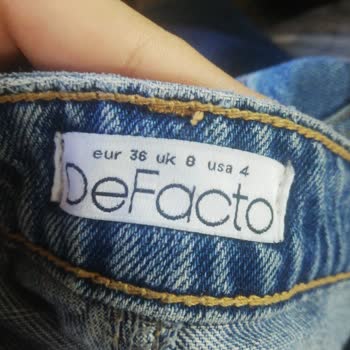 eur 36 uk 8 usa 4
DeFacto